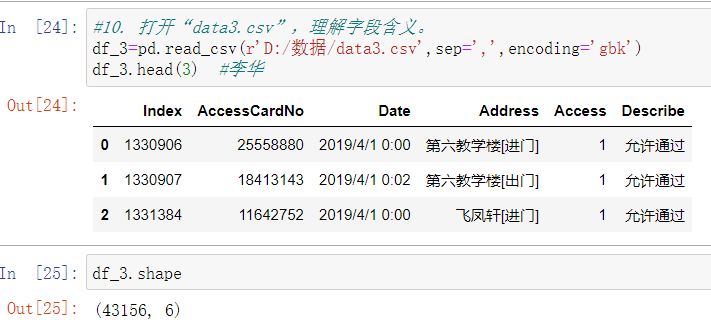 In [24]: #10. 打开“data3.csv”，理解字段含义。
df_3=pd.read_csv(r'D:/数据/data3.csv',sep=',',encoding='gbk')
df_3.head(3) #李华
Out[24]:
Index AccessCardNo Date Address Access Describe
0 1330906 25558880 2019/4/1 0:00 第六教学楼[进门] 1 允许通过
1 1330907 18413143 2019/4/1 0:02 第六教学楼[出门] 1 允许通过
2 1331384 11642752 2019/4/1 0:00 飞凤轩[进门] 1 允许通过
In [25]: df_3.shape
Out[25]: (43156, 6)